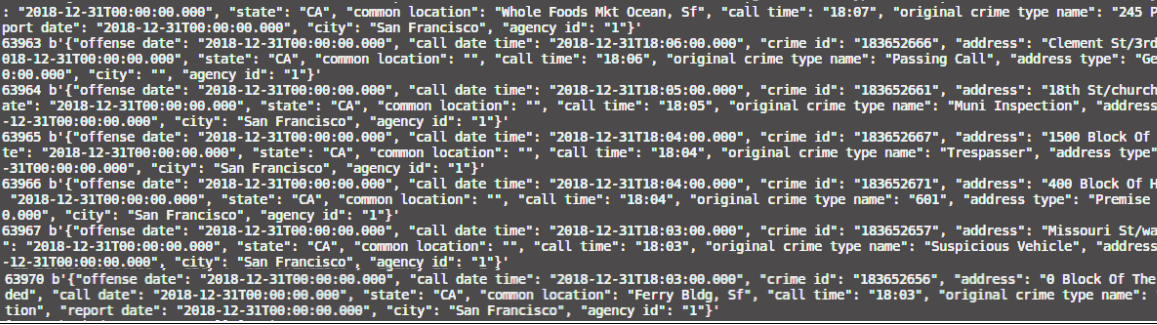 : "2018-12-31T00:00:00.000", "state": "CA", "common location": "Whole Foods Mkt Ocean, Sf", "call time": "18:07", "original crime type name": "245 P
port date": "2018-12-31T00:00:00.000", "city": "San Francisco", "agency id": "1"}'
63963 b'{"offense date": "2018-12-31T00:00:00.000", "call date time": "2018-12-31T18:06:00.000", "crime id": "183652666", "address": "Clement St/3rd
018-12-31T00:00:00.000", "state": "CA", "common location": "", "call time": "18:06", "original crime type name": "Passing Call", "address type": "Ge
0:00.000", "city": "", "agency id": "1"}'
63964 b'{"offense date": "2018-12-31T00:00:00.000", "call date time": "2018-12-31T18:05:00.000", "crime id": "183652661", "address": "18th St/church
ate": "2018-12-31T00:00:00.000", "state": "CA", "common location": "", "call time": "18:05", "original crime type name": "Muni Inspection", "address
-12-31T00:00:00.000", "city": "San Francisco", "agency id": "1"}'
63965 b'{"offense date": "2018-12-31T00:00:00.000", "call date time": "2018-12-31T18:04:00.000", "crime id": "183652667", "address": "1500 Block Of
te": "2018-12-31T00:00:00.000", "state": "CA", "common location": "", "call time": "18:04", "original crime type name": "Trespasser", "address type"
-31T00:00:00.000", "city": "San Francisco", "agency id": "1"}'
63966 b'{"offense date": "2018-12-31T00:00:00.000", "call date time": "2018-12-31T18:04:00.000", "crime id": "183652671", "address": "400 Block Of H
"2018-12-31T00:00:00.000", "state": "CA", "common location": "", "call time": "18:04", "original crime type name": "601", "address type": "Premise
0.000", "city": "San Francisco", "agency id": "1"}'
63967 b'{"offense date": "2018-12-31T00:00:00.000", "call date time": "2018-12-31T18:03:00.000", "crime id": "183652657", "address": "Missouri St/wa
": "2018-12-31T00:00:00.000", "state": "CA", "common location": "", "call time": "18:03", "original crime type name": "Suspicious Vehicle", "address
-12-31T00:00:00.000", "city": "San Francisco", "agency id": "1"}'
63970 b'{"offense date": "2018-12-31T00:00:00.000", "call date time": "2018-12-31T18:03:00.000", "crime id": "183652656", "address": "0 Block Of The
ded", "call date": "2018-12-31T00:00:00.000", "state": "CA", "common location": "Ferry Bldg, Sf", "call time": "18:03", "original crime type name":
tion", "report date": "2018-12-31T00:00:00.000", "city": "San Francisco", "agency id": "1"}'